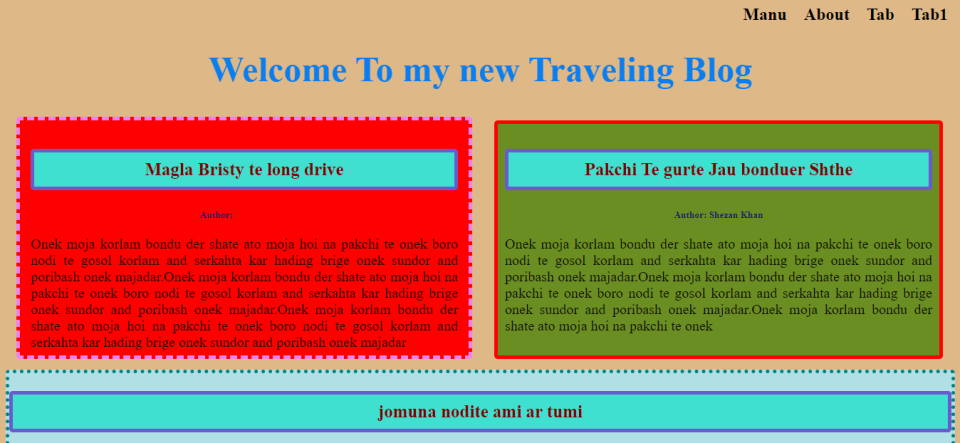 Manu About Tab Tab1
Welcome To my new Traveling Blog
Magla Bristy te long drive
Author:
Onek moja korlam bondu der shate ato moja hoi na pakchi te onek boro
nodi te gosol korlam and serkahta kar hading brige onek sundor and
poribash onek majadar.Onek moja korlam bondu der shate ato moja hoi na
pakchi te onek boro nodi te gosol korlam and serkahta kar hading brige
onek sundor and poribash onek majadar.Onek moja korlam bondu der
shate ato moja hoi na pakchi te onek boro nodi te gosol korlam and
serkahta kar hading brige onek sundor and poribash onek majadar
Pakchi Te gurte Jau bonduer Shthe
Author: Shezan Khan
Onek moja korlam bondu der shate ato moja hoi na pakchi te onek boro
nodi te gosol korlam and serkahta kar hading brige onek sundor and
poribash onek majadar.Onek moja korlam bondu der shate ato moja hoi na
pakchi te onek boro nodi te gosol korlam and serkahta kar hading brige
onek sundor and poribash onek majadar.Onek moja korlam bondu der
shate ato moja hoi na pakchi te onek
jomuna nodite ami ar tumi